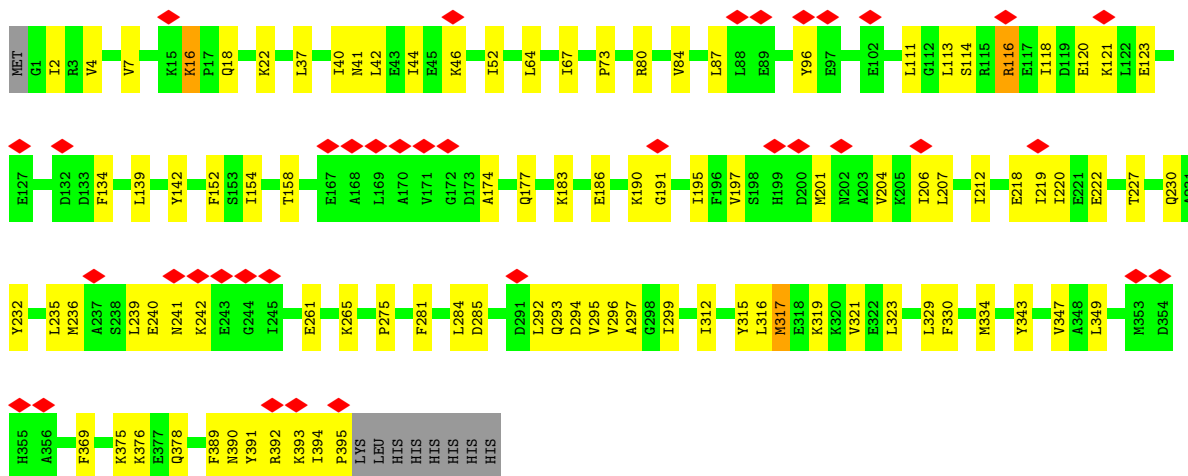 MET G1 I2 R3 V4 V7 K15 K16 P17 Q18 K22 L37 I40 N41 L42 E43 I44 E45 K46 I52 L64 I67 P73 R80 V84 L87 L88 E89 Y96 E97 E102 L111 G112 L113 S114 R115 R116 E117 I118 D119 E120 K121 L122 E123
E127 D132 D133 F134 L139 Y142 F152 S153 I154 T158 E167 A168 L169 A170 V171 G172 D173 A174 Q177 K183 E186 K190 G191 I195 F196 V197 S198 H199 D200 M201 N202 A203 V204 K205 I206 L207 I212 E218 I219 I220 E221 E222 T227 Q230 A231
Y232 L235 M236 A237 S238 L239 E240 N241 K242 E243 G244 I245 E261 K265 P275 F281 L284 D285 D291 L292 Q293 D294 V295 V296 A297 G298 I299 I312 Y315 L316 M317 E318 K319 K320 V321 E322 L323 L329 F330 M334 Y343 V347 A348 L349 M353 D354
H355 A356 F369 K375 K376 E377 Q378 F389 N390 Y391 R392 K393 I394 P395 LYS LEU HIS HIS HIS HIS HIS HIS